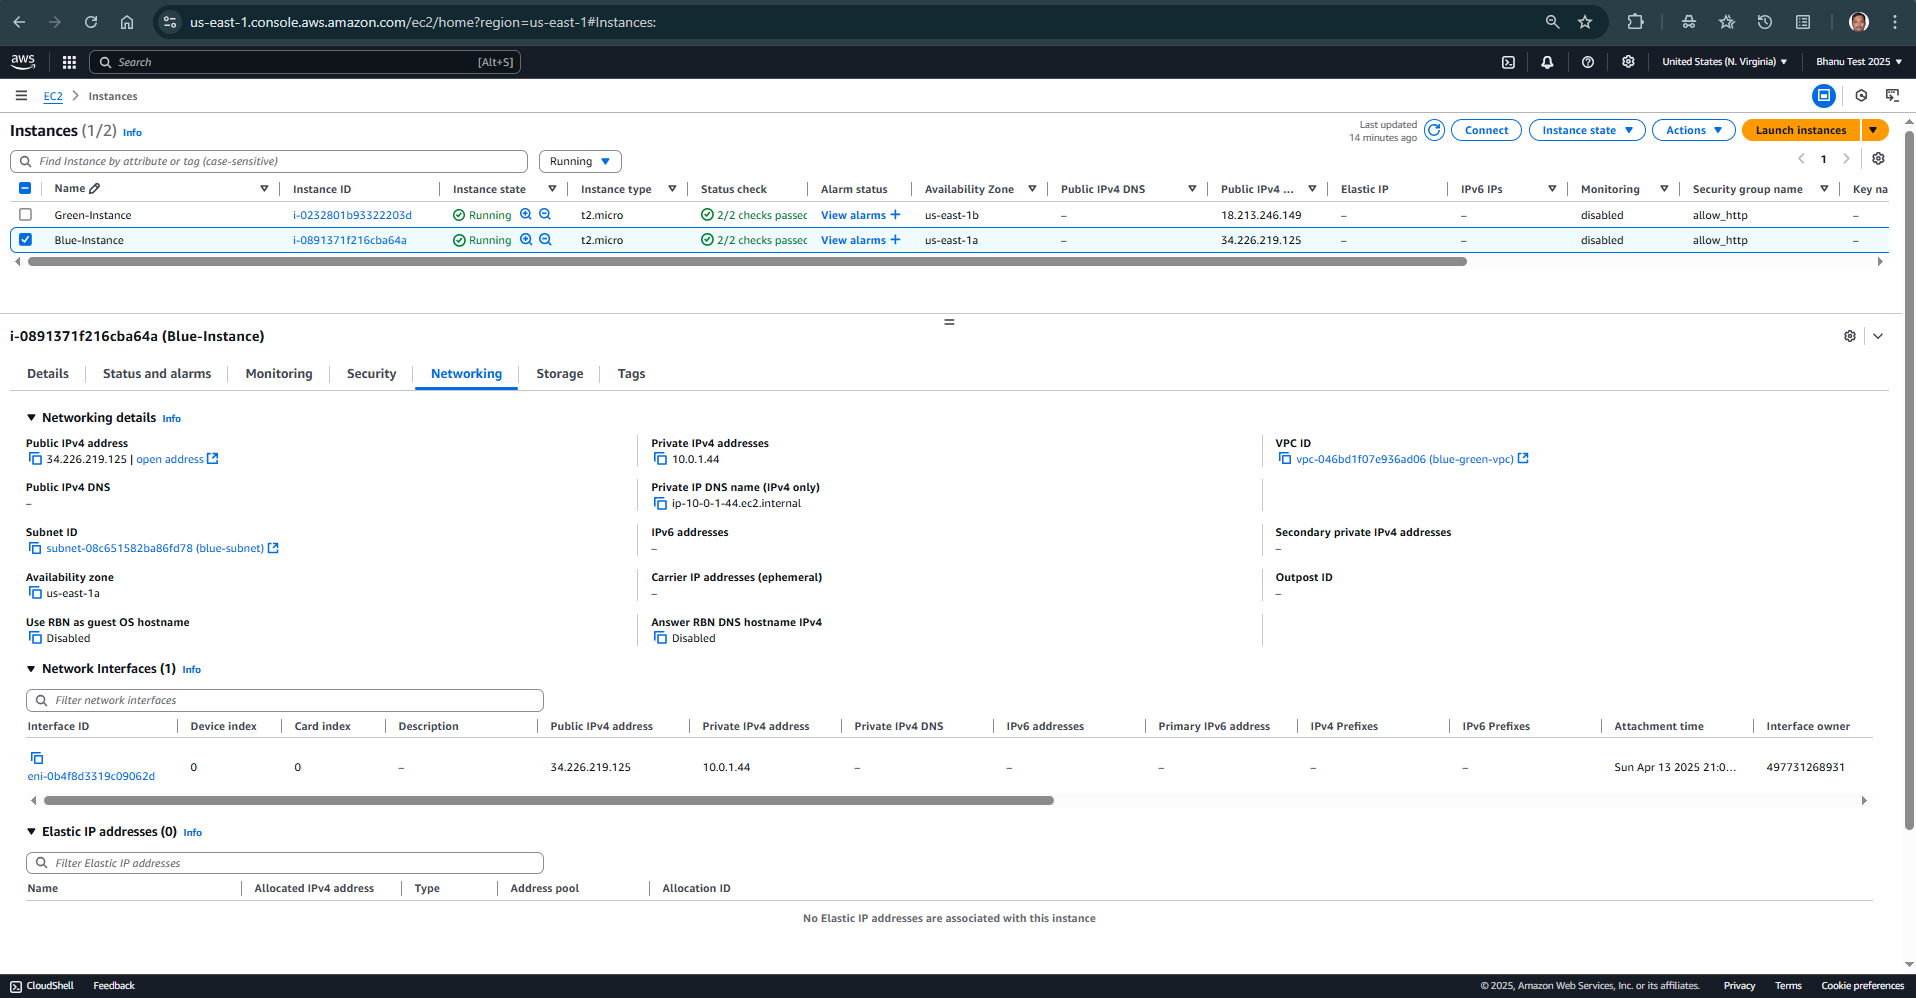 us-east-1.console.aws.amazon.com/ec2/home?region=us-east-1#Instances:
aws Search [Alt+S] United States (N. Virginia) Bhanu Test 2025
EC2 Instances
Instances (1/2) Info Last updated 14 minutes ago Connect Instance state Actions Launch instances
Find Instance by attribute or tag (case-sensitive) Running 1
Name Instance ID Instance state Instance type Status check Alarm status Availability Zone Public IPv4 DNS Public IPv4 ... Elastic IP IPv6 IPs Monitoring Security group name Key na
Green-Instance i-0232801b93322203d Running t2.micro 2/2 checks passec View alarms + us-east-1b – 18.213.246.149 – – disabled allow_http –
Blue-Instance i-0891371f216cba64a Running t2.micro 2/2 checks passec View alarms + us-east-1a – 34.226.219.125 – – disabled allow_http –
i-0891371f216cba64a (Blue-Instance)
Details Status and alarms Monitoring Security Networking Storage Tags
Networking details Info
Public IPv4 address Private IPv4 addresses VPC ID
34.226.219.125 | open address 10.0.1.44 vpc-046bd1f07e936ad06 (blue-green-vpc)
Public IPv4 DNS Private IP DNS name (IPv4 only)
– ip-10-0-1-44.ec2.internal
Subnet ID IPv6 addresses Secondary private IPv4 addresses
subnet-08c651582ba86fd78 (blue-subnet) – –
Availability zone Carrier IP addresses (ephemeral) Outpost ID
us-east-1a – –
Use RBN as guest OS hostname Answer RBN DNS hostname IPv4
Disabled Disabled
Network Interfaces (1) Info
Filter network interfaces
Interface ID Device index Card index Description Public IPv4 address Private IPv4 address Private IPv4 DNS IPv6 addresses Primary IPv6 address IPv4 Prefixes IPv6 Prefixes Attachment time Interface owner
eni-0b4f8d3319c09062d 0 0 – 34.226.219.125 10.0.1.44 – – – – – Sun Apr 13 2025 21:0... 497731268931
Elastic IP addresses (0) Info
Filter Elastic IP addresses
Name Allocated IPv4 address Type Address pool Allocation ID
No Elastic IP addresses are associated with this instance
CloudShell Feedback © 2025, Amazon Web Services, Inc. or its affiliates. Privacy Terms Cookie preferences